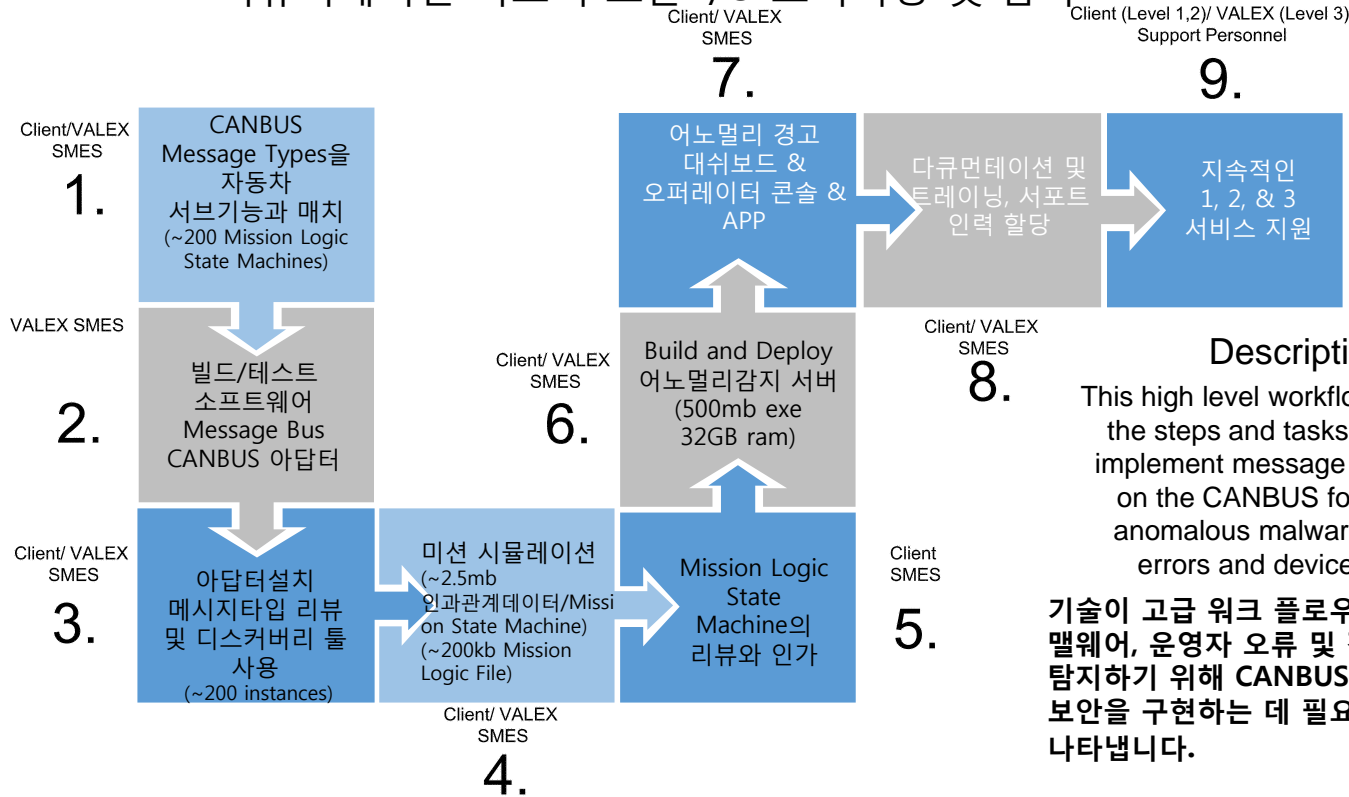 Client/ VALEX
SMES
7.
Client (Level 1,2)/ VALEX (Level 3)
Support Personnel
9.
Client/VALEX
SMES
1.
CANBUS
Message Types을
자동차
서브기능과 매치
(~200 Mission Logic
State Machines)
어노멀리 경고
대쉬보드 &
오퍼레이터 콘솔 &
APP
다큐먼테이션 및
트레이닝, 서포트
인력 할당
지속적인
1, 2, & 3
서비스 지원
VALEX SMES
2.
빌드/테스트
소프트웨어
Message Bus
CANBUS 아답터
Client/ VALEX
SMES
6.
Build and Deploy
어노멀리감지 서버
(500mb exe
32GB ram)
Client/ VALEX
SMES
8.
Client/ VALEX
SMES
3.
아답터설치
메시지타입 리뷰
및 디스커버리 툴
사용
(~200 instances)
미션 시뮬레이션
(~2.5mb
인과관계데이터/Missi
on State Machine)
(~200kb Mission
Logic File)
Client/ VALEX
SMES
4.
Mission Logic
State
Machine의
리뷰와 인가
Client
SMES
5.
Descripti
This high level workflo
the steps and tasks
implement message
on the CANBUS fo
anomalous malwar
errors and device
기술이 고급 워크 플로우
맬웨어, 운영자 오류 및
탐지하기 위해 CANBUS
보안을 구현하는 데 필요
나타냅니다.